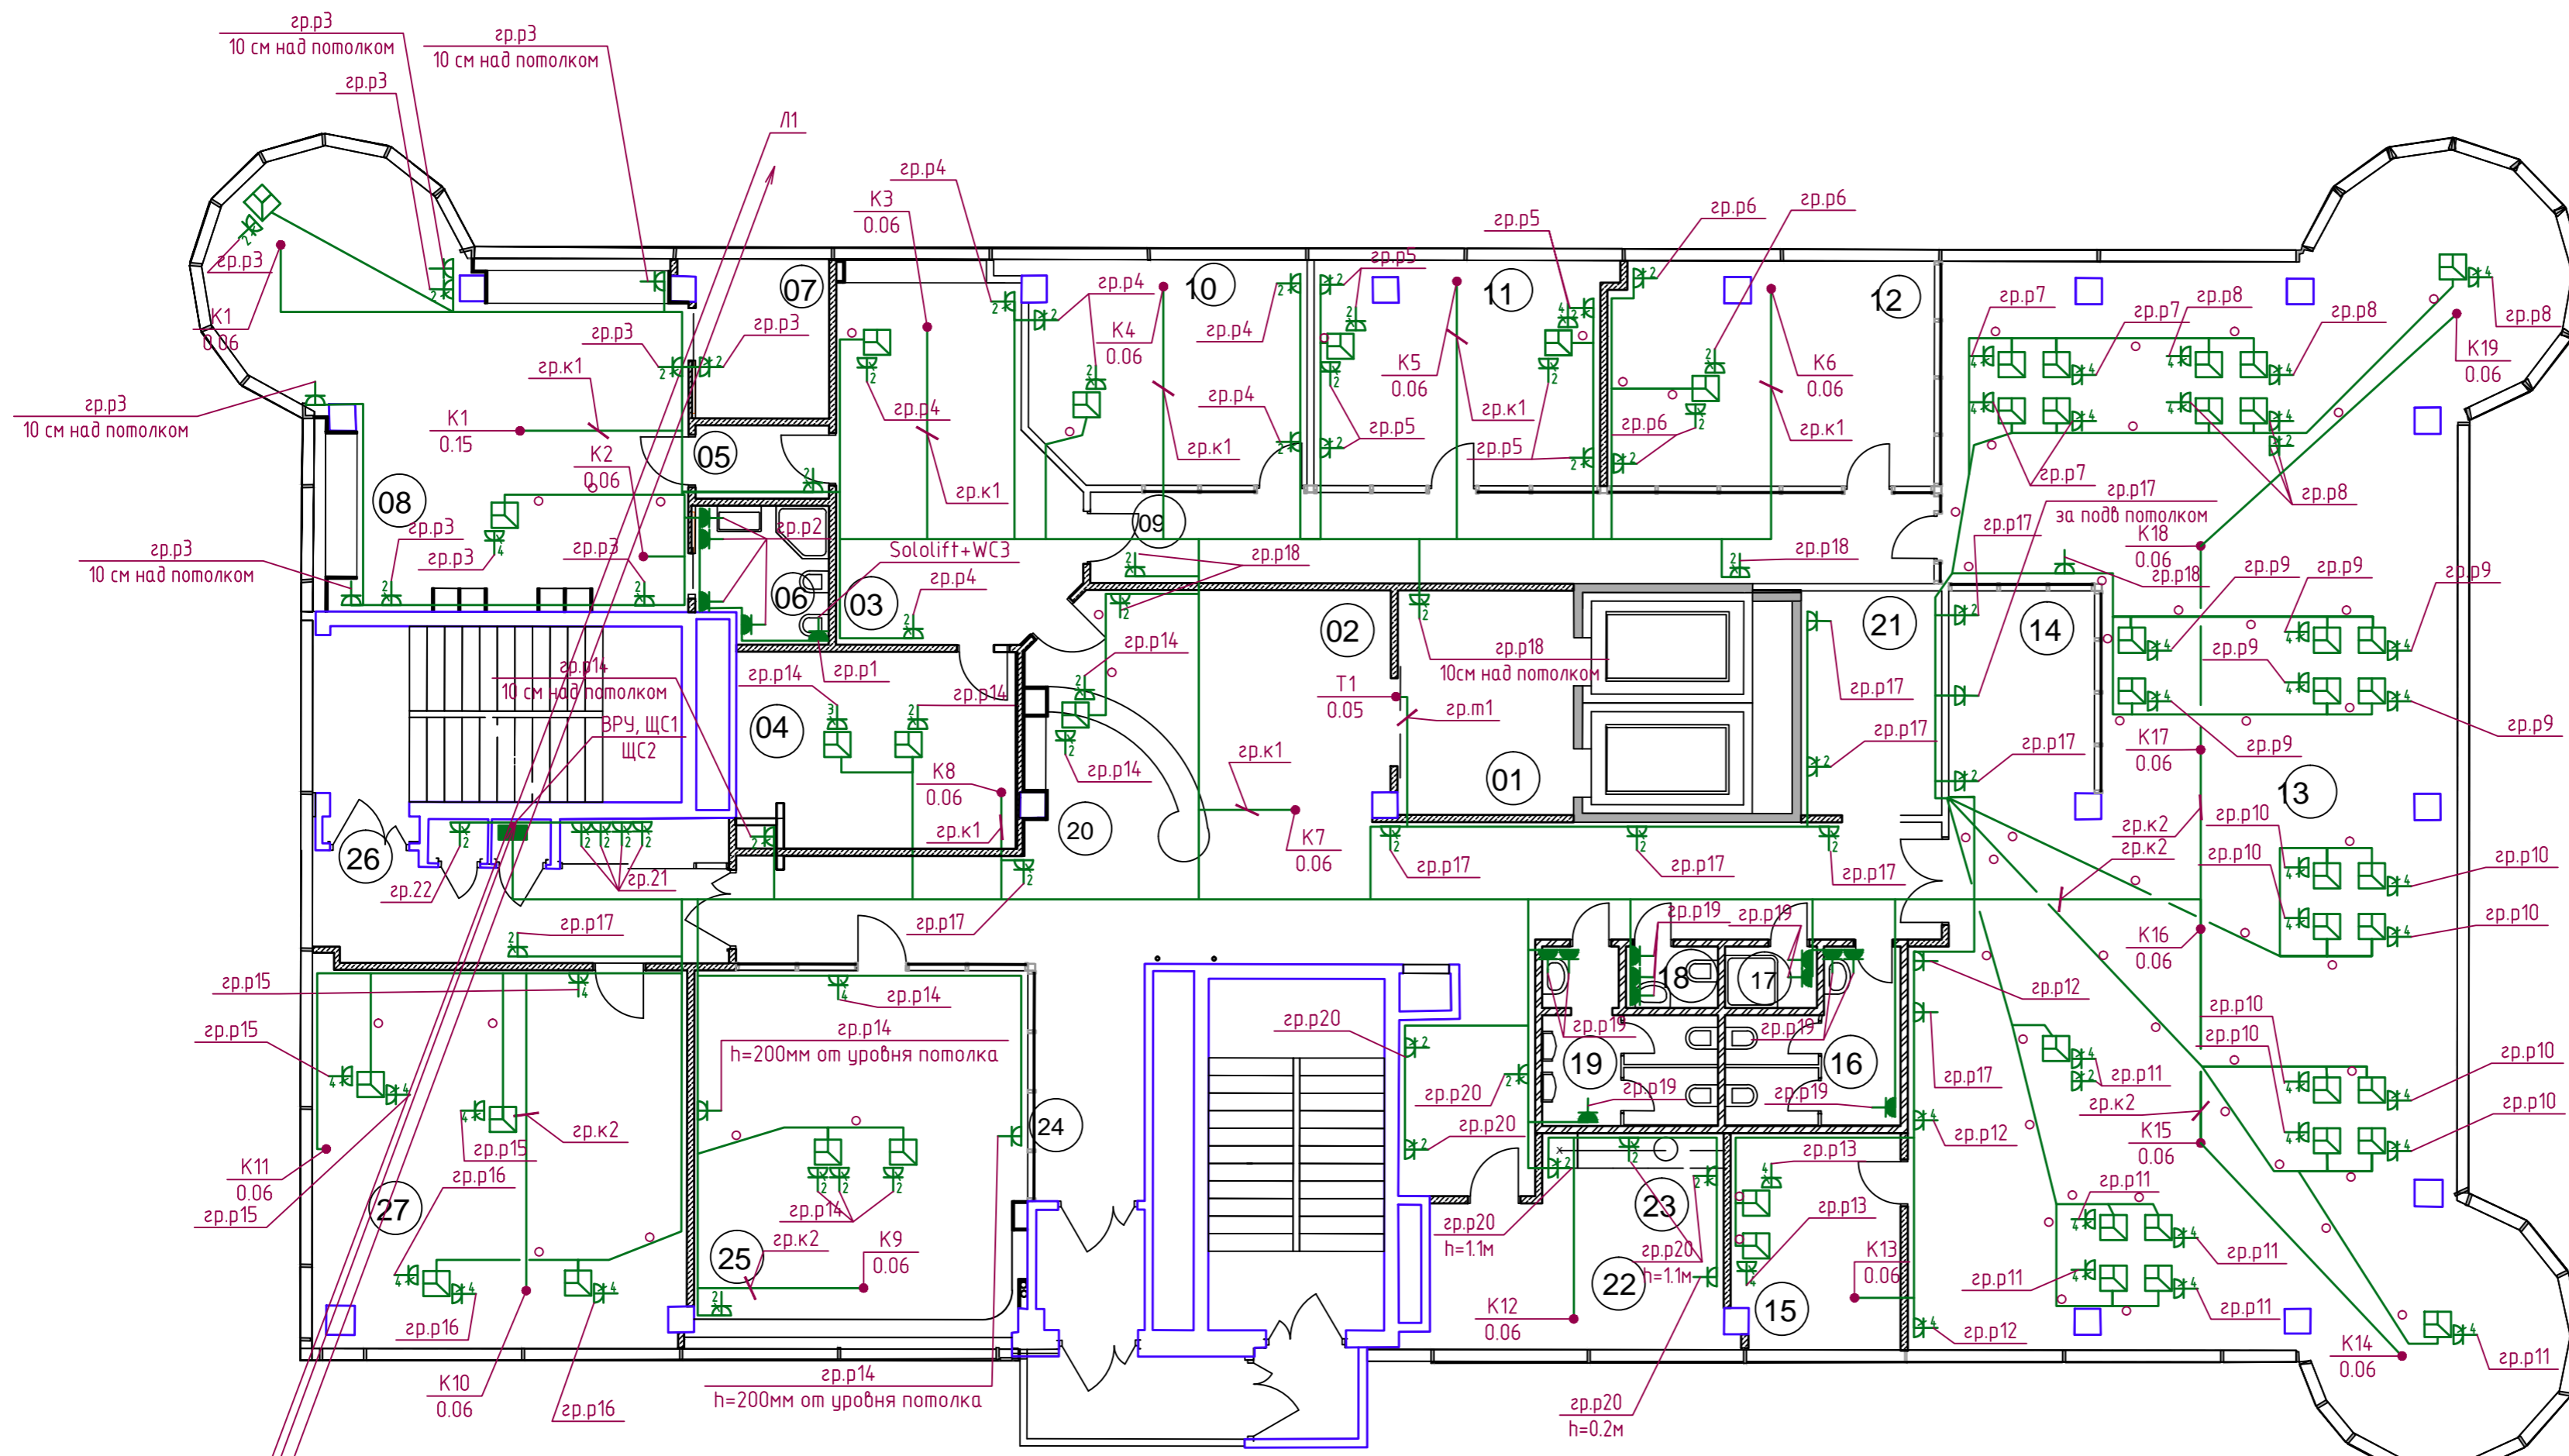 гр.р3
10 см над потолком
гр.р3
10 см над потолком
гр.р3
Л1
гр.р4
К3
0.06
гр.р5
гр.р6
гр.р6
гр.р3
К1
0.06
07
гр.р4
К4
0.06
10
гр.р5
гр.р4
11
12
К5
0.06
К6
0.06
гр.р7
гр.р8
гр.р7
гр.р8
гр.р8
К19
0.06
гр.р3
гр.р3
гр.к1
гр.р3
10 см над потолком
К1
0.15
К2
0.06
05
гр.р4
гр.р4
гр.к1
гр.р5
гр.к1
гр.р5
гр.р6
гр.к1
гр.р7
гр.р8
гр.к1
08
гр.р3
гр.р3
гр.р3
гр.р3
10 см над потолком
гр.р2
Sololift+WC3
09
гр.р18
гр.р18
гр.р17
за подв потолком
гр.р17
К18
0.06
гр.р18
гр.р9
гр.р9
гр.р9
06
03
гр.р4
02
21
14
гр.р14
10 см над потолком
гр.р14
гр.р1
гр.р14
гр.р14
гр.р18
10см над потолком
Т1
0.05
гр.т1
гр.р17
гр.р9
гр.р9
гр.р9
ВРУ, ЩС1
ЩС2
04
гр.р14
К8
0.06
гр.к1
гр.к1
01
гр.р17
гр.р17
К17
0.06
13
20
К7
0.06
гр.к2
гр.к2
гр.р10
гр.р10
гр.р10
26
гр.22
гр.21
гр.р17
гр.р17
гр.р17
гр.р17
гр.р17
гр.р19
гр.р19
гр.р10
К16
0.06
18
17
гр.р15
гр.р14
гр.р12
гр.р15
гр.р14
h=200мм от уровня потолка
гр.р20
гр.р19
гр.р19
19
16
гр.р10
гр.р10
гр.р10
гр.р17
гр.р11
гр.р15
гр.к2
24
гр.р20
гр.р19
гр.р19
гр.к2
гр.р10
К11
0.06
гр.р16
гр.р20
гр.р12
К15
0.06
гр.р15
27
гр.р14
гр.р13
гр.р11
23
гр.р20
h=1.1м
гр.р13
25
гр.к2
К9
0.06
гр.р20
h=1.1м
22
К13
0.06
гр.р11
гр.р11
гр.р11
15
гр.р16
К12
0.06
гр.р12
К14
0.06
гр.р11
К10
0.06
гр.р16
гр.р14
h=200мм от уровня потолка
гр.р20
h=0.2м